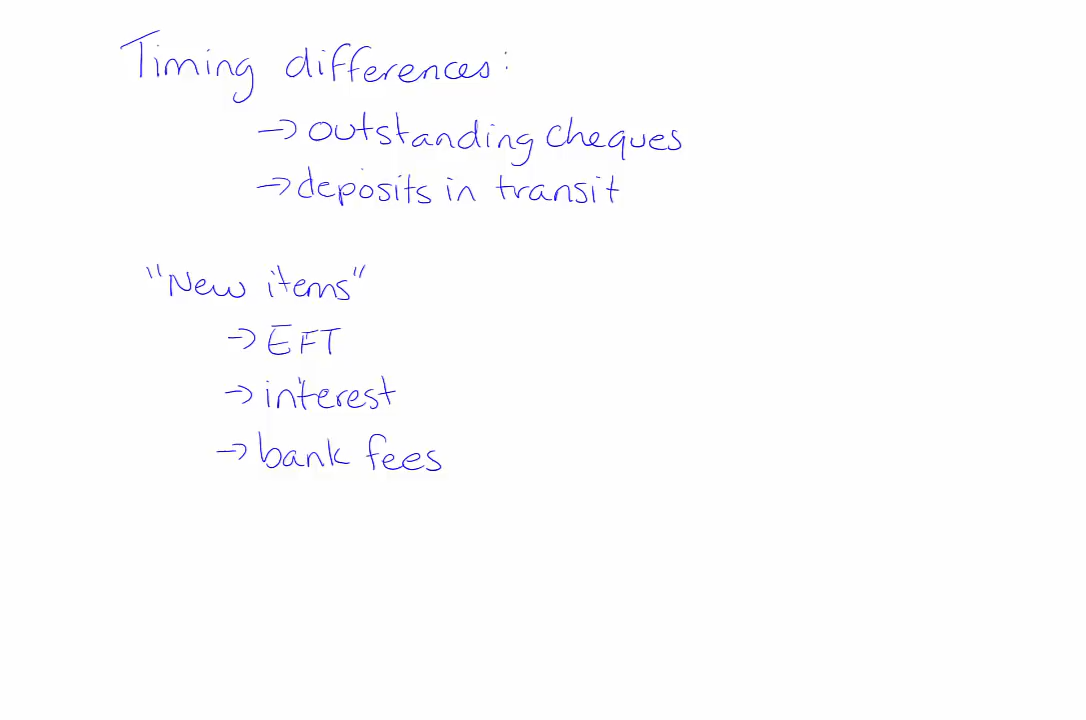 Timing differences:
→ outstanding cheques
→ deposits in transit
"New items"
→ EFT
→ interest
→ bank fees